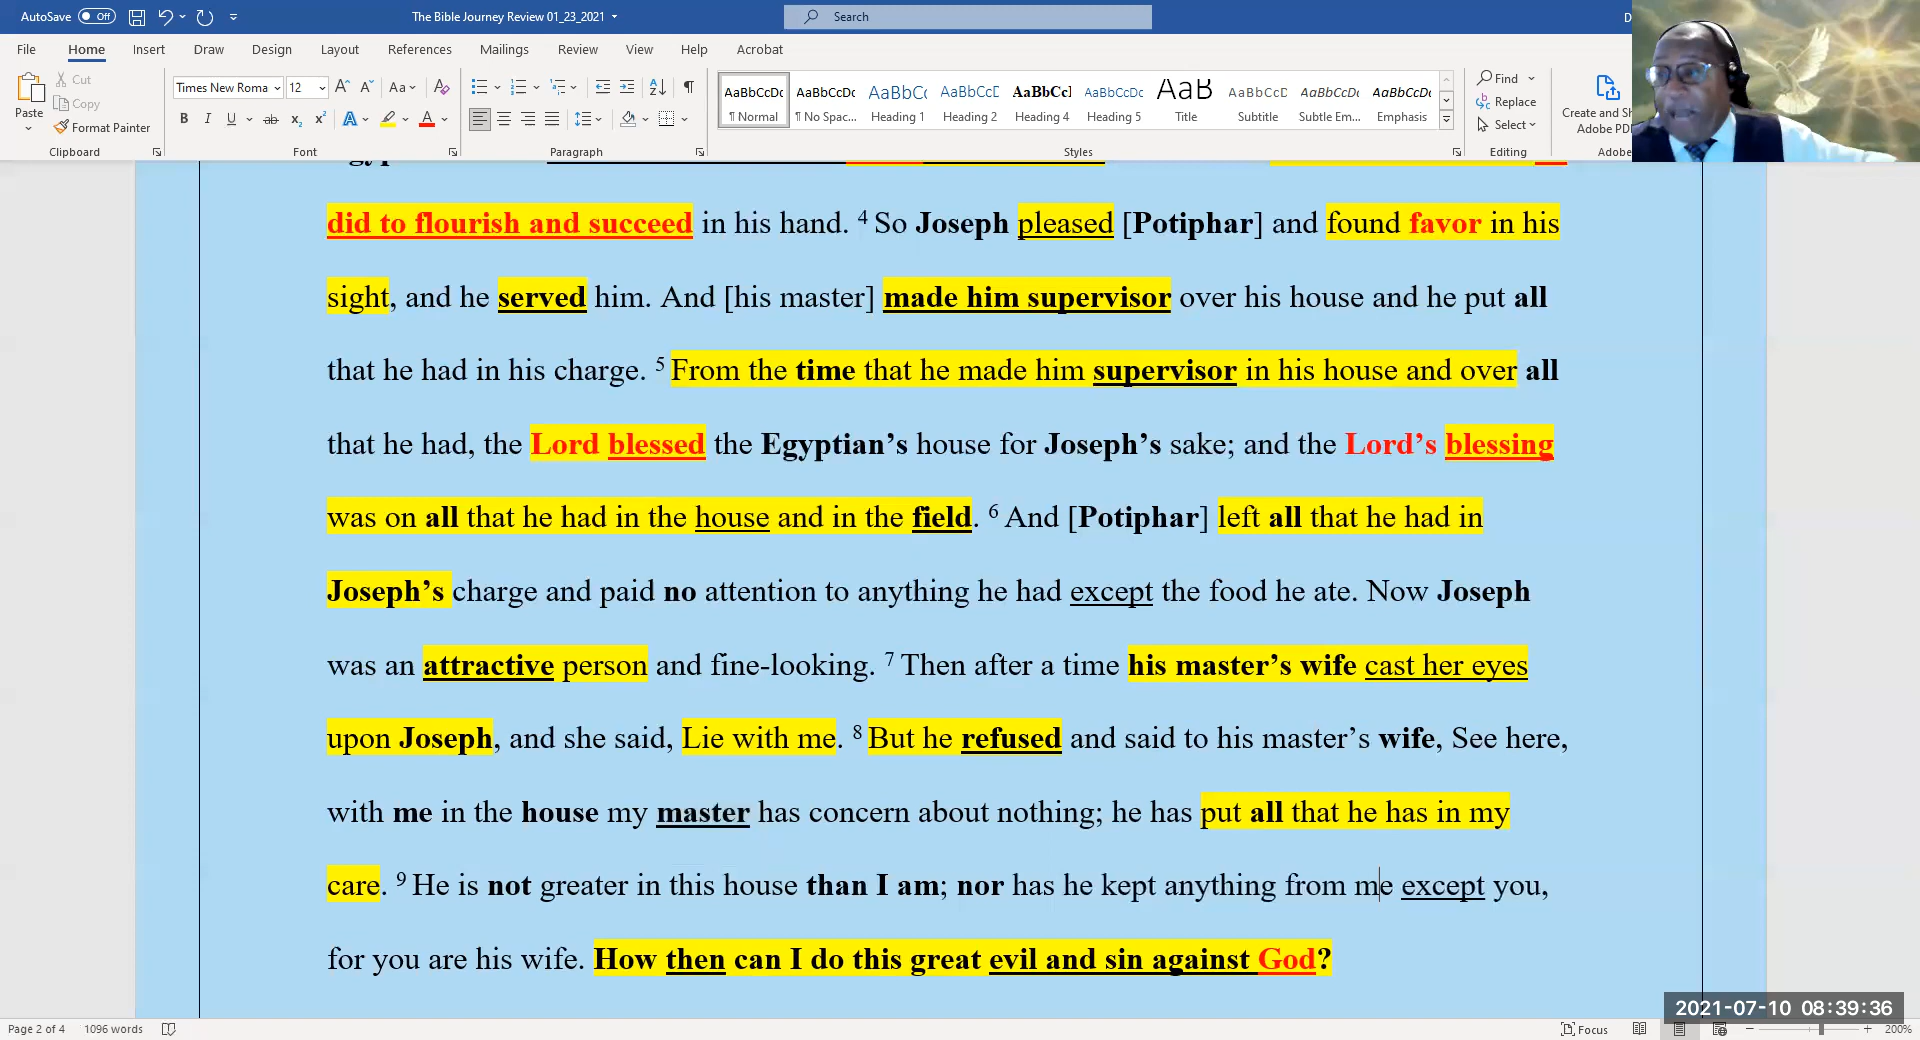 AutoSave Off The Bible Journey Review 01_23_2021 Search
File Home Insert Draw Design Layout References Mailings Review View Help Acrobat
Cut
Copy
Paste Format Painter
Times New Roma 12
AaBbCcDc AaBbCcDc AaBbCc AaBbCcD AaBbCcI AaBbCcDc AaB AaBbCcD AaBbCcDc AaBbCcDc
¶ Normal ¶ No Spac... Heading 1 Heading 2 Heading 4 Heading 5 Title Subtitle Subtle Em... Emphasis
Find
Replace
Select
Create and Sh
Adobe PD
Clipboard Font Paragraph Styles Editing Adobe
did to flourish and succeed in his hand. 4 So Joseph pleased [Potiphar] and found favor in his
sight, and he served him. And [his master] made him supervisor over his house and he put all
that he had in his charge. 5 From the time that he made him supervisor in his house and over all
that he had, the Lord blessed the Egyptian’s house for Joseph’s sake; and the Lord’s blessing
was on all that he had in the house and in the field. 6 And [Potiphar] left all that he had in
Joseph’s charge and paid no attention to anything he had except the food he ate. Now Joseph
was an attractive person and fine-looking. 7 Then after a time his master’s wife cast her eyes
upon Joseph, and she said, Lie with me. 8 But he refused and said to his master’s wife, See here,
with me in the house my master has concern about nothing; he has put all that he has in my
care. 9 He is not greater in this house than I am; nor has he kept anything from me except you,
for you are his wife. How then can I do this great evil and sin against God?
2021-07-10 08:39:36
Page 2 of 4 1096 words Focus 200%